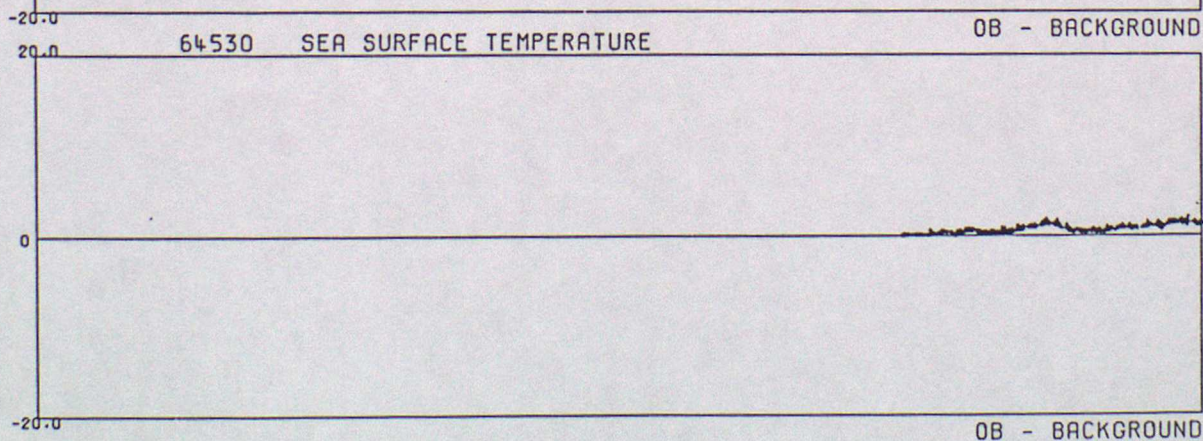 -20.0
OB - BACKGROUND
20.0
64530 SEA SURFACE TEMPERATURE
0
-20.0
OB - BACKGROUND